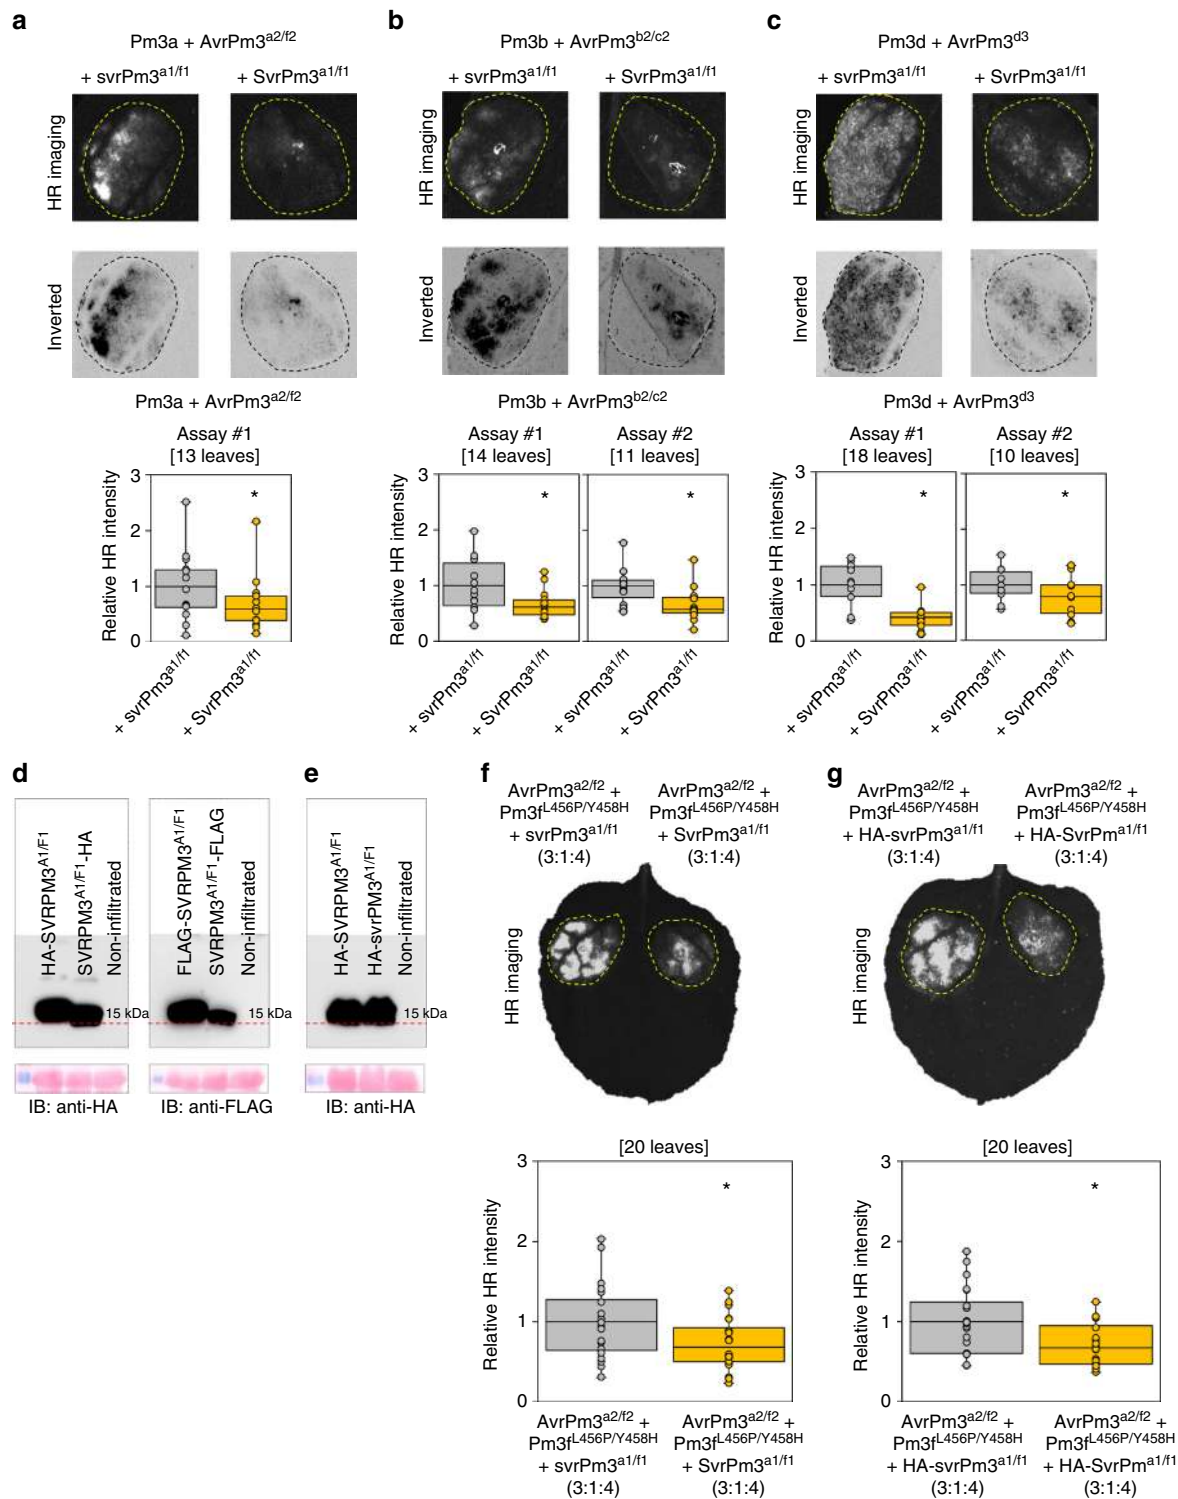 a
Pm3a + AvrPm3a2/f2
+ svrPm3a1/f1
+ SvrPm3a1/f1
HR imaging
Inverted
Pm3a + AvrPm3a2/f2
Assay #1
[13 leaves]
Relative HR intensity
3
*
2
1
0
+ svrPm3a1/f1
+ SvrPm3a1/f1
b
Pm3b + AvrPm3b2/c2
+ svrPm3a1/f1
+ SvrPm3a1/f1
HR imaging
Inverted
Pm3b + AvrPm3b2/c2
Assay #1
[14 leaves]
Assay #2
[11 leaves]
Relative HR intensity
3
*
*
2
1
0
+ svrPm3a1/f1
+ SvrPm3a1/f1
+ svrPm3a1/f1
+ SvrPm3a1/f1
c
Pm3d + AvrPm3d3
+ svrPm3a1/f1
+ SvrPm3a1/f1
HR imaging
Inverted
Pm3d + AvrPm3d3
Assay #1
[18 leaves]
Assay #2
[10 leaves]
Relative HR intensity
3
*
*
2
1
0
+ svrPm3a1/f1
+ SvrPm3a1/f1
+ svrPm3a1/f1
+ SvrPm3a1/f1
d
HA-SVRPM3A1/F1
SVRPM3A1/F1-HA
Non-infiltrated
15 kDa
IB: anti-HA
FLAG-SVRPM3A1/F1
SVRPM3A1/F1-FLAG
Non-infiltrated
15 kDa
IB: anti-FLAG
e
HA-SVRPM3A1/F1
HA-svrPM3A1/F1
Non-infiltrated
15 kDa
IB: anti-HA
f
AvrPm3a2/f2 +
Pm3fL456P/Y458H
+ svrPm3a1/f1
(3:1:4)
AvrPm3a2/f2 +
Pm3fL456P/Y458H
+ SvrPm3a1/f1
(3:1:4)
HR imaging
[20 leaves]
Relative HR intensity
3
*
2
1
0
AvrPm3a2/f2 +
Pm3fL456P/Y458H
+ svrPm3a1/f1
(3:1:4)
AvrPm3a2/f2 +
Pm3fL456P/Y458H
+ SvrPm3a1/f1
(3:1:4)
g
AvrPm3a2/f2 +
Pm3fL456P/Y458H
+ HA-svrPm3a1/f1
(3:1:4)
AvrPm3a2/f2 +
Pm3fL456P/Y458H
+ HA-SvrPma1/f1
(3:1:4)
HR imaging
[20 leaves]
Relative HR intensity
3
*
2
1
0
AvrPm3a2/f2 +
Pm3fL456P/Y458H
+ HA-svrPm3a1/f1
(3:1:4)
AvrPm3a2/f2 +
Pm3fL456P/Y458H
+ HA-SvrPma1/f1
(3:1:4)